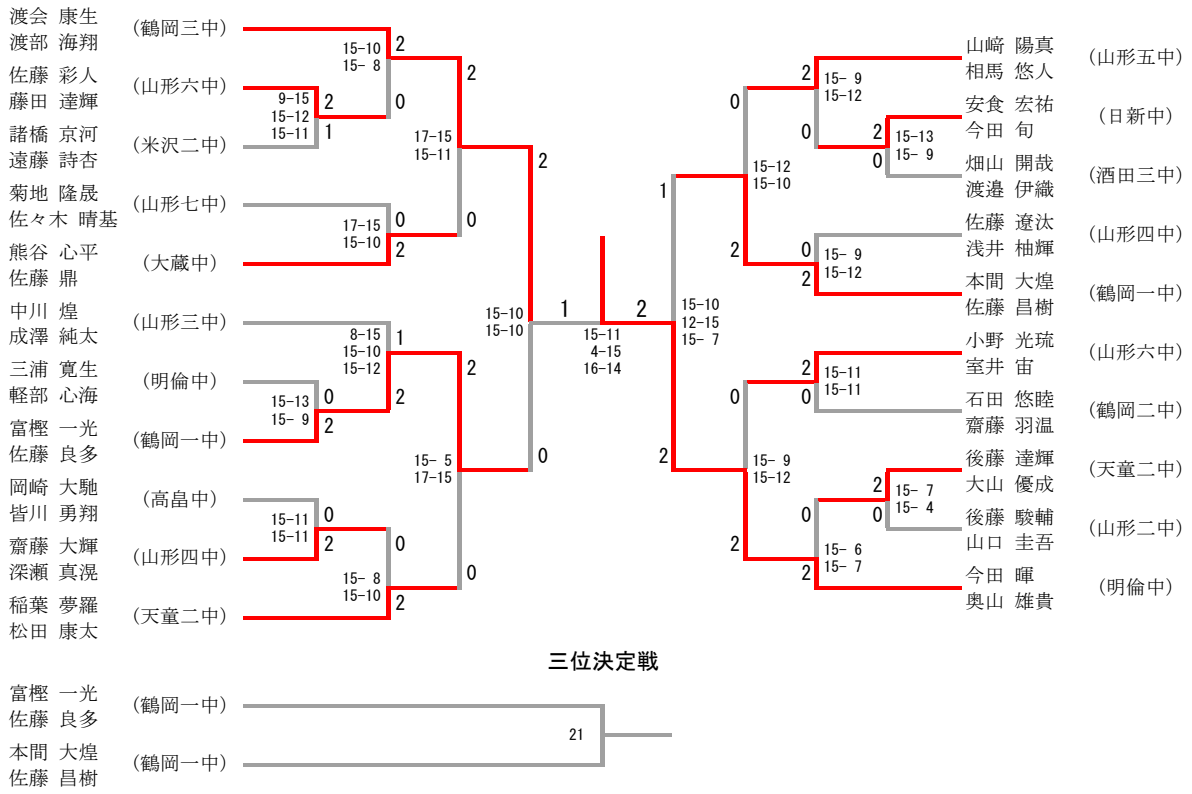 渡会 康生
渡部 海翔
(鶴岡三中)
佐藤 彩人
藤田 達輝
(山形六中)
諸橋 京河
遠藤 詩杏
(米沢二中)
菊地 隆晟
佐々木 晴基
(山形七中)
熊谷 心平
佐藤 鼎
(大蔵中)
中川 煌
成澤 純太
(山形三中)
三浦 寛生
軽部 心海
(明倫中)
富樫 一光
佐藤 良多
(鶴岡一中)
岡崎 大馳
皆川 勇翔
(高畠中)
齋藤 大輝
深瀬 真滉
(山形四中)
稲葉 夢羅
松田 康太
(天童二中)
15-10
15- 8
2
0
9-15
15-12
15-11
2
1
17-15
15-11
2
0
17-15
15-10
0
2
8-15
15-10
15-12
1
2
15-13
15- 9
0
2
15- 5
17-15
2
0
15-11
15-11
0
2
15- 8
15-10
0
2
15-10
15-10
2
0
1
2
15-11
4-15
16-14
15-10
12-15
15- 7
1
2
15-12
15-10
0
2
2
0
15- 9
15-12
2
0
15-13
15- 9
0
2
15- 9
15-12
15- 9
15-12
0
2
2
0
15-11
15-11
2
0
15- 7
15- 4
0
2
15- 6
15- 7
山﨑 陽真
相馬 悠人
(山形五中)
安食 宏祐
今田 旬
(日新中)
畑山 開哉
渡邉 伊織
(酒田三中)
佐藤 遼汰
浅井 柚輝
(山形四中)
本間 大煌
佐藤 昌樹
(鶴岡一中)
小野 光琉
室井 宙
(山形六中)
石田 悠睦
齋藤 羽温
(鶴岡二中)
後藤 達輝
大山 優成
(天童二中)
後藤 駿輔
山口 圭吾
(山形二中)
今田 暉
奥山 雄貴
(明倫中)
三位決定戦
富樫 一光
佐藤 良多
(鶴岡一中)
本間 大煌
佐藤 昌樹
(鶴岡一中)
21